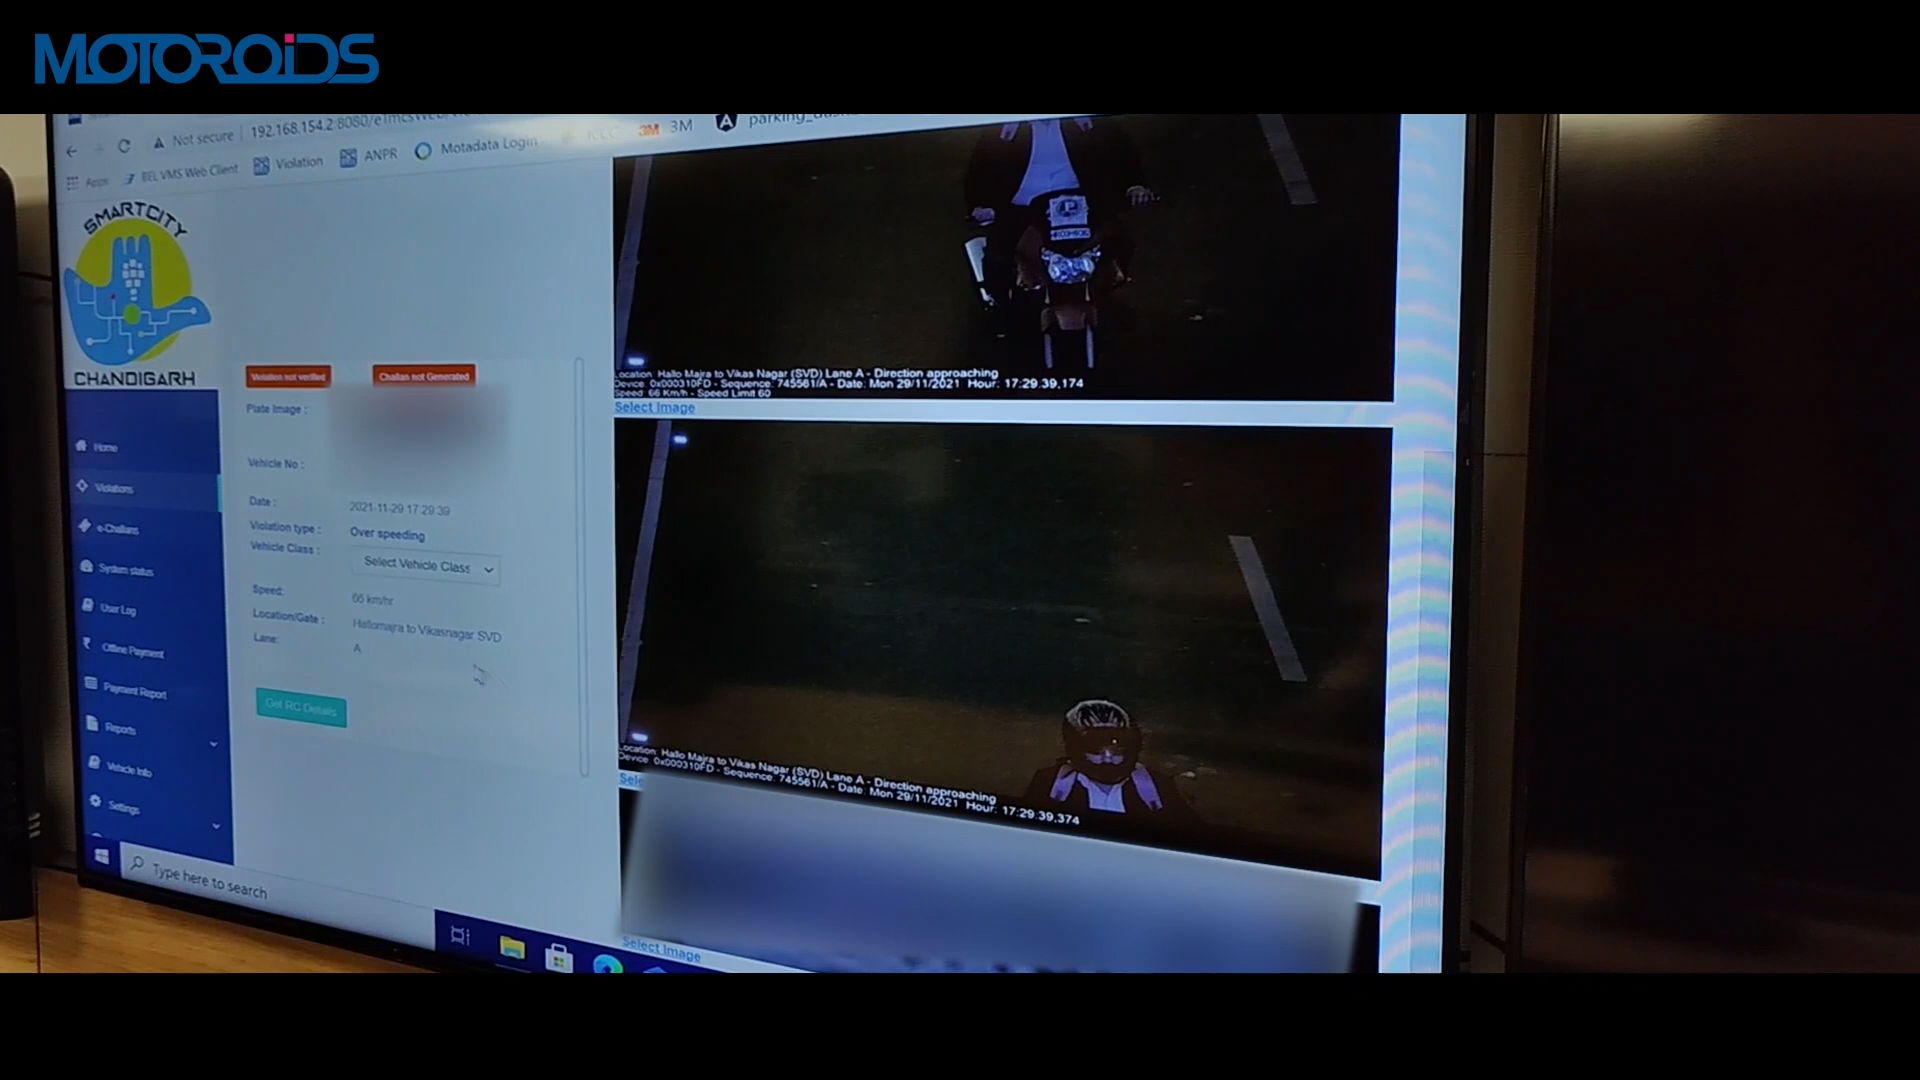 MOTOROiDS
Not secure 192.168.154.2:8080/
3M 3M
Apps BEL VMS Web Client Violation ANPR Motadata Login
SMARTCITY
CHANDIGARH
Home
Violations
e-Challans
System status
User Log
Offline Payment
Payment Report
Reports
Vehicle Info
Settings
Violation not verified Challan not Generated
Plate Image :
Vehicle No :
Date : 2021-11-29 17:29:39
Violation type : Over speeding
Vehicle Class : Select Vehicle Class
Speed: 66 km/hr
Location/Gate : Hallomajra to Vikasnagar SVD
Lane: A
Get RC Details
P
Location: Hallo Majra to Vikas Nagar (SVD) Lane A - Direction approaching
Device: 0x000310FD - Sequence: 745561/A - Date: Mon 29/11/2021 Hour: 17:29:39,174
Speed: 66 Km/h - Speed Limit 60
Select Image
Location: Hallo Majra to Vikas Nagar (SVD) Lane A - Direction approaching
Device: 0x000310FD - Sequence: 745561/A - Date: Mon 29/11/2021 Hour: 17:29:39,374
Select Image
Type here to search